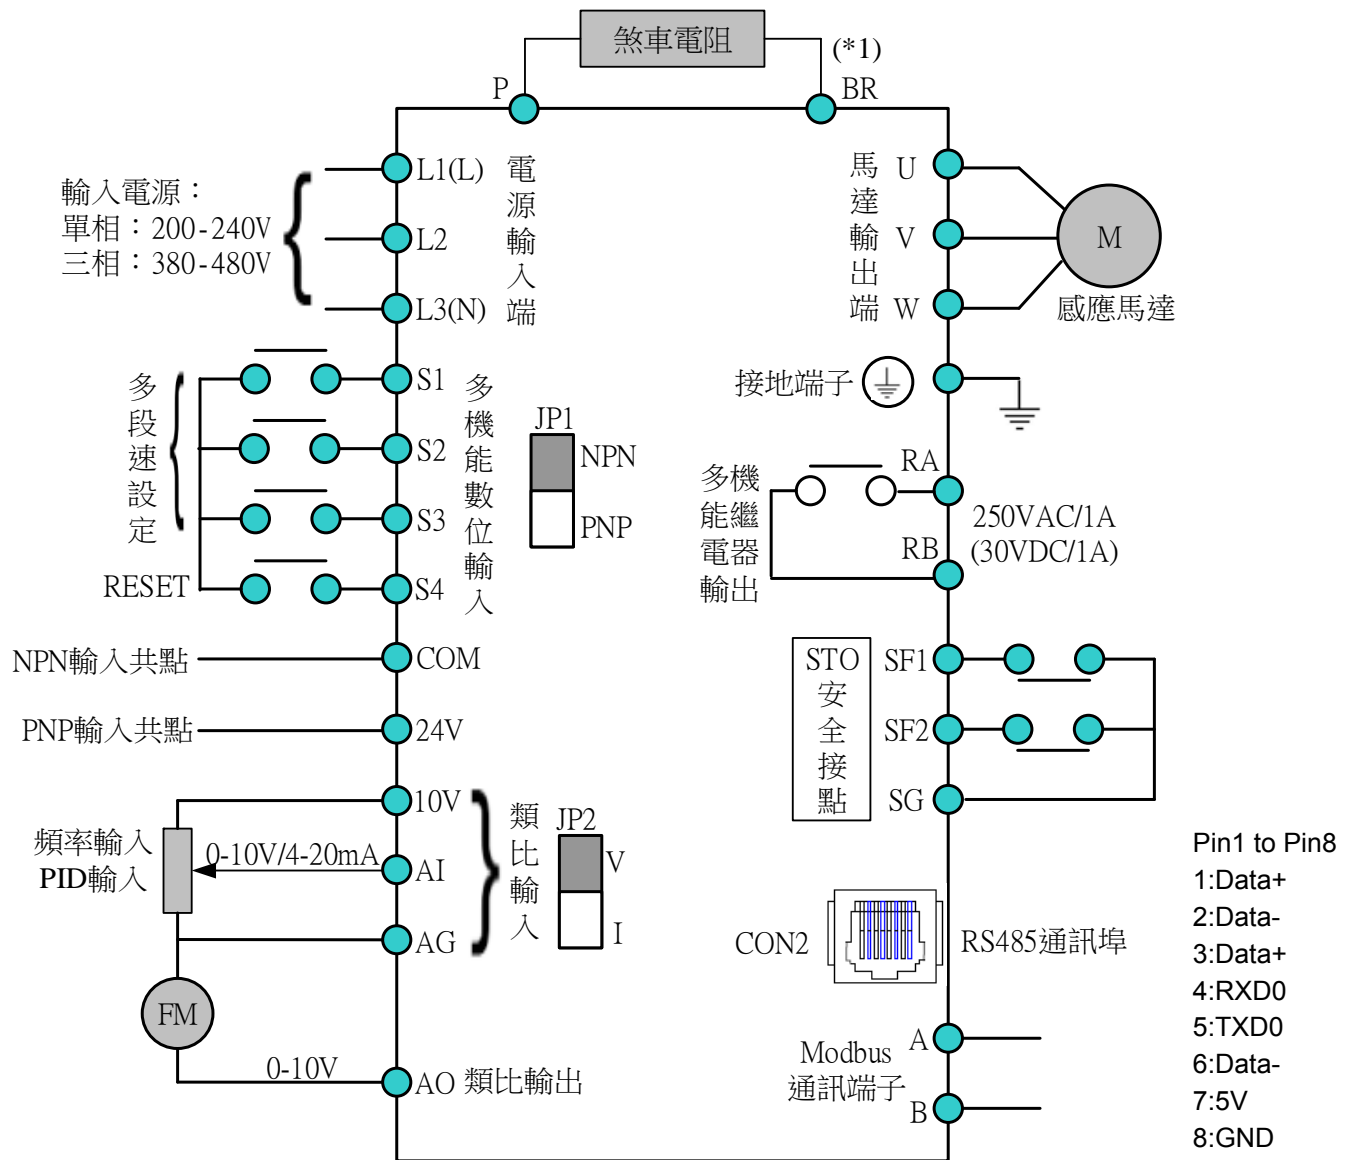 煞車電阻
(*1)
P
BR
輸入電源：
單相：200-240V
三相：380-480V
L1(L)
L2
L3(N)
電源輸入端
馬達輸出端
U
V
W
M
感應馬達
多段速設定
RESET
S1
S2
S3
S4
多機能數位輸入
JP1
NPN
PNP
接地端子
多機能繼電器輸出
RA
RB
250VAC/1A
(30VDC/1A)
NPN輸入共點
COM
PNP輸入共點
24V
STO安全接點
SF1
SF2
SG
頻率輸入
PID輸入
0-10V/4-20mA
10V
AI
AG
類比輸入
JP2
V
I
FM
0-10V
AO 類比輸出
CON2
RS485通訊埠
Modbus
通訊端子
A
B
Pin1 to Pin8
1:Data+
2:Data-
3:Data+
4:RXD0
5:TXD0
6:Data-
7:5V
8:GND